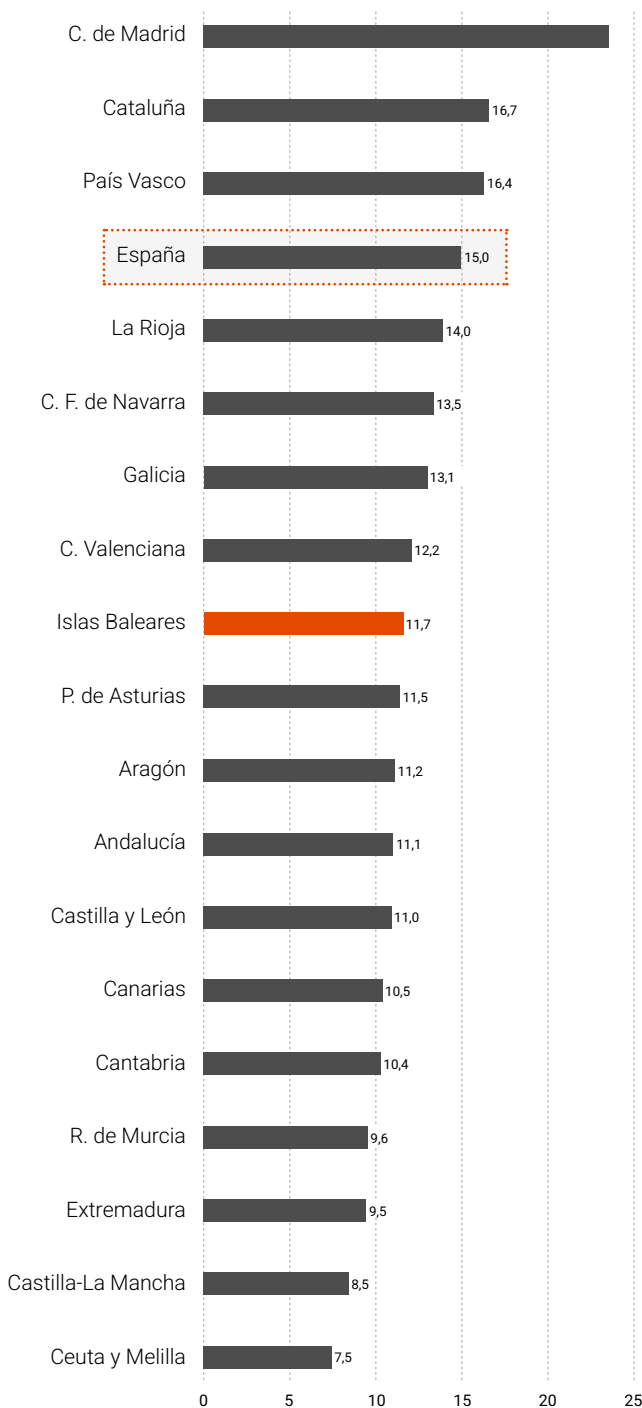 C. de Madrid
Cataluña 16,7
País Vasco 16,4
España 15,0
La Rioja 14,0
C. F. de Navarra 13,5
Galicia 13,1
C. Valenciana 12,2
Islas Baleares 11,7
P. de Asturias 11,5
Aragón 11,2
Andalucía 11,1
Castilla y León 11,0
Canarias 10,5
Cantabria 10,4
R. de Murcia 9,6
Extremadura 9,5
Castilla-La Mancha 8,5
Ceuta y Melilla 7,5
0 5 10 15 20 25